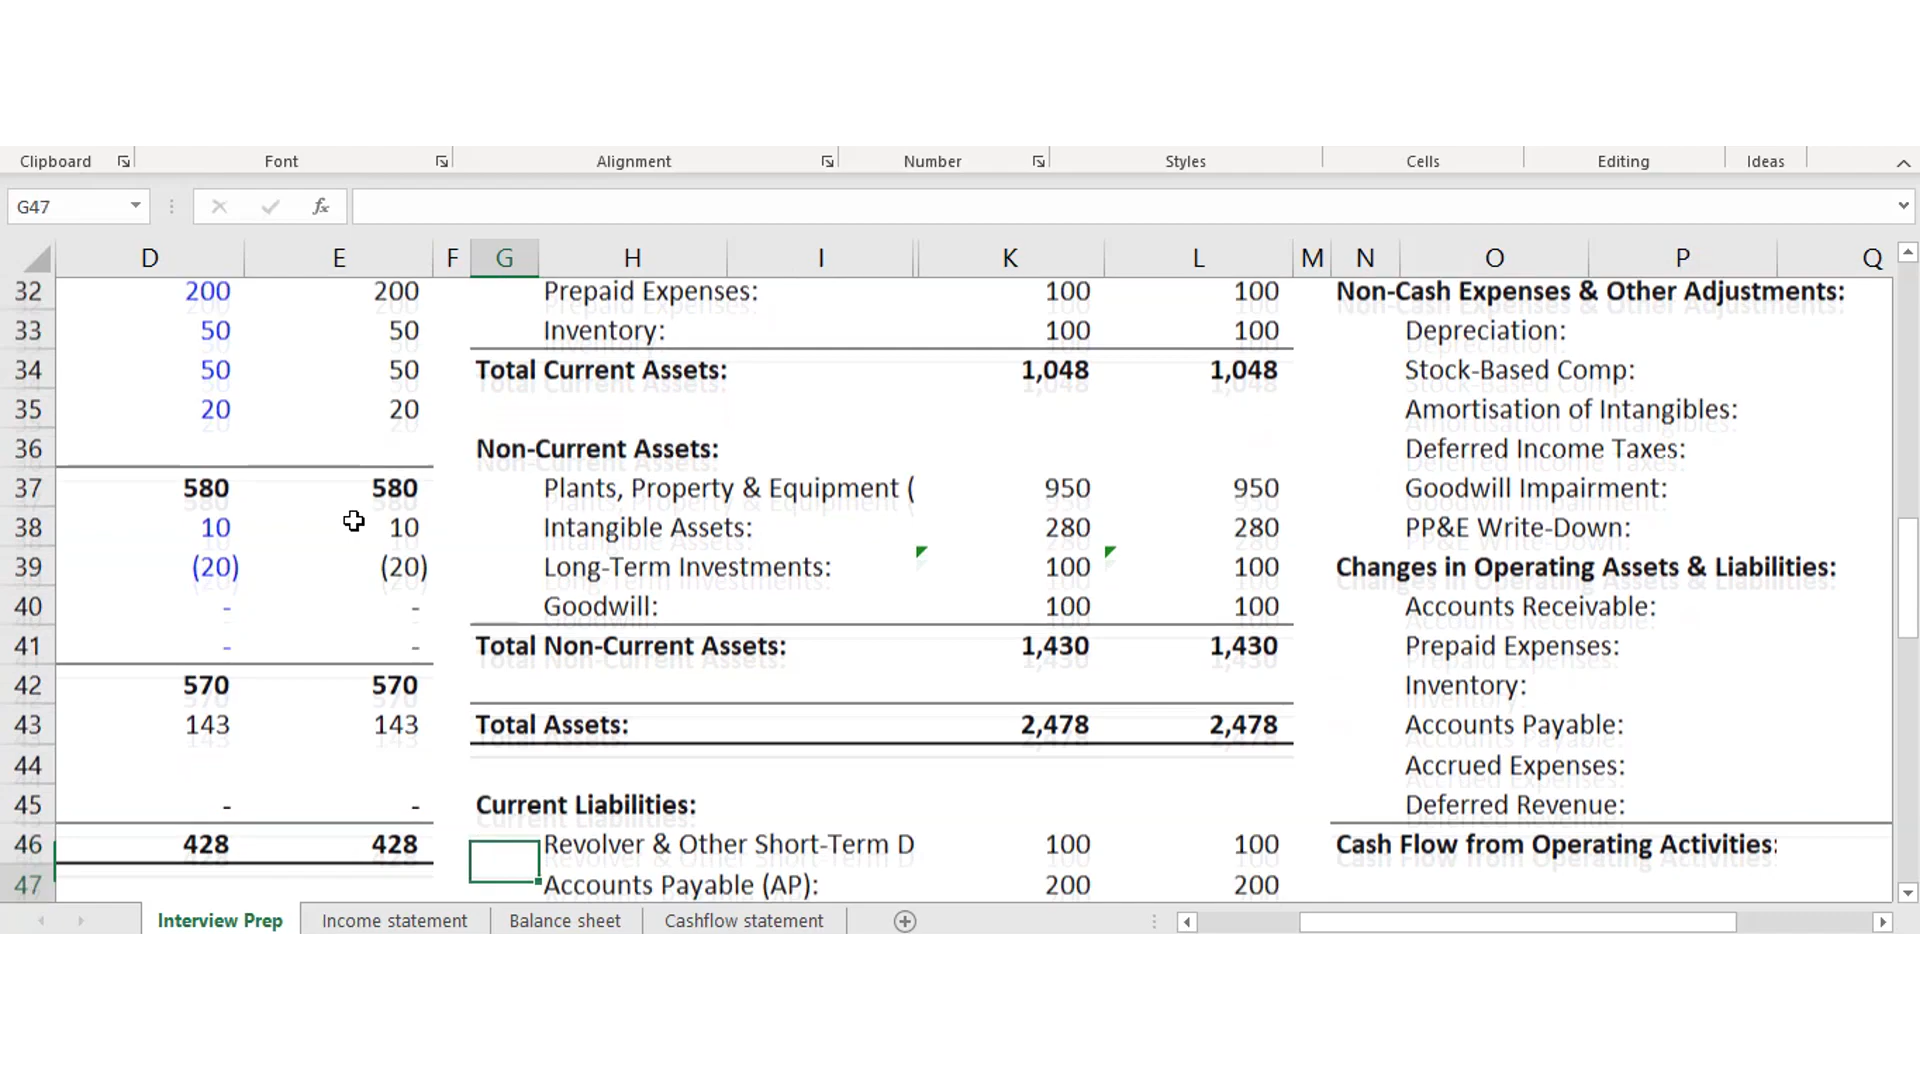 Clipboard Font Alignment Number Styles Cells Editing Ideas
G47 fx
D E F G H I K L M N O P Q
32 200 200 Prepaid Expenses: 100 100 Non-Cash Expenses & Other Adjustments:
33 50 50 Inventory: 100 100 Depreciation:
34 50 50 Total Current Assets: 1,048 1,048 Stock-Based Comp:
35 20 20 Amortisation of Intangibles:
36 Non-Current Assets: Deferred Income Taxes:
37 580 580 Plants, Property & Equipment ( 950 950 Goodwill Impairment:
38 10 10 Intangible Assets: 280 280 PP&E Write-Down:
39 (20) (20) Long-Term Investments: 100 100 Changes in Operating Assets & Liabilities:
40 - - Goodwill: 100 100 Accounts Receivable:
41 - - Total Non-Current Assets: 1,430 1,430 Prepaid Expenses:
42 570 570 Inventory:
43 143 143 Total Assets: 2,478 2,478 Accounts Payable:
44 Accrued Expenses:
45 - - Current Liabilities: Deferred Revenue:
46 428 428 Revolver & Other Short-Term D 100 100 Cash Flow from Operating Activities:
47 Accounts Payable (AP): 200 200
Interview Prep Income statement Balance sheet Cashflow statement